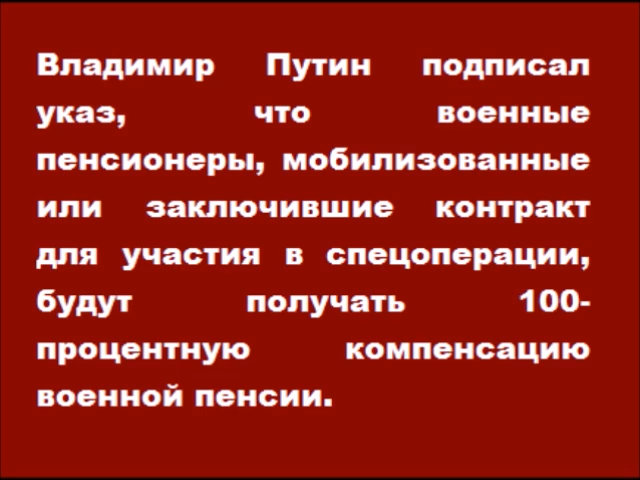 Владимир Путин подписал
указ, что военные
пенсионеры, мобилизованные
или заключившие контракт
для участия в спецоперации,
будут получать 100-
процентную компенсацию
военной пенсии.